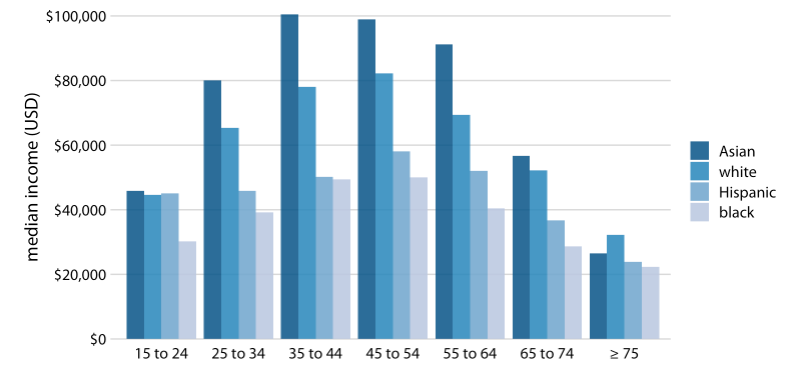 $100,000
$80,000
$60,000
$40,000
$20,000
$0
median income (USD)
15 to 24
25 to 34
35 to 44
45 to 54
55 to 64
65 to 74
≥ 75
Asian
white
Hispanic
black